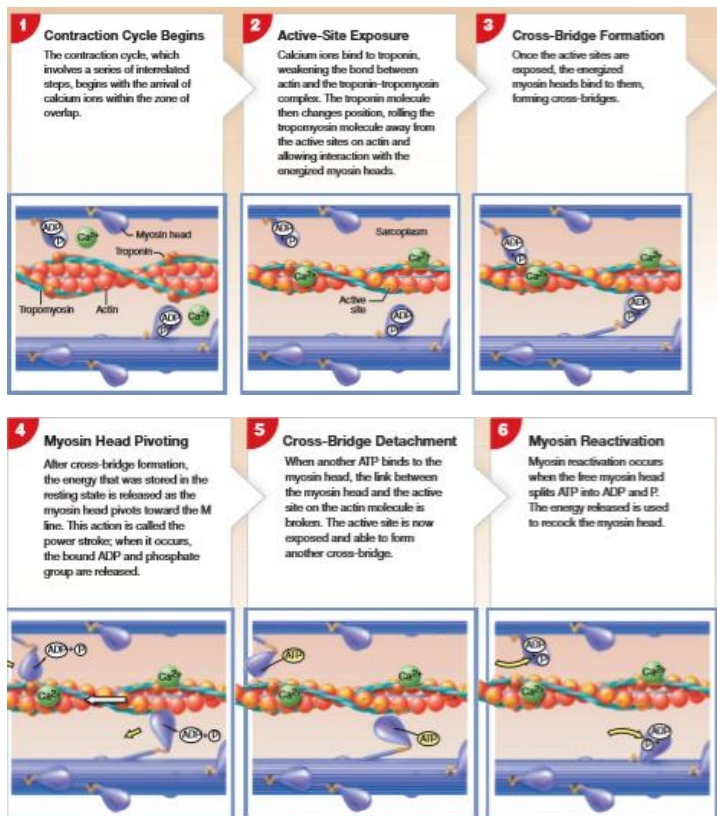 1
Contraction Cycle Begins
The contraction cycle, which
involves a series of interrelated
steps, begins with the arrival of
calcium ions within the zone of
overlap.
ADP
P
Ca2+
Myosin head
Troponin
Tropomyosin
Actin
ADP
P
Ca2+
2
Active-Site Exposure
Calcium ions bind to troponin,
weakening the bond between
actin and the troponin–tropomyosin
complex. The troponin molecule
then changes position, rolling the
tropomyosin molecule away from
the active sites on actin and
allowing interaction with the
energized myosin heads.
ADP
P
Sarcoplasm
Ca2+
Ca2+
Active
site
ADP
P
3
Cross-Bridge Formation
Once the active sites are
exposed, the energized
myosin heads bind to them,
forming cross-bridges.
ADP
P
Ca2+
Ca2+
ADP
P
4
Myosin Head Pivoting
After cross-bridge formation,
the energy that was stored in the
resting state is released as the
myosin head pivots toward the M
line. This action is called the
power stroke; when it occurs,
the bound ADP and phosphate
group are released.
ADP+P
Ca2+
Ca2+
ADP+P
5
Cross-Bridge Detachment
When another ATP binds to the
myosin head, the link between
the myosin head and the active
site on the actin molecule is
broken. The active site is now
exposed and able to form
another cross-bridge.
ATP
Ca2+
Ca2+
ATP
6
Myosin Reactivation
Myosin reactivation occurs
when the free myosin head
splits ATP into ADP and P.
The energy released is used
to recock the myosin head.
ADP
P
Ca2+
Ca2+
ADP
P